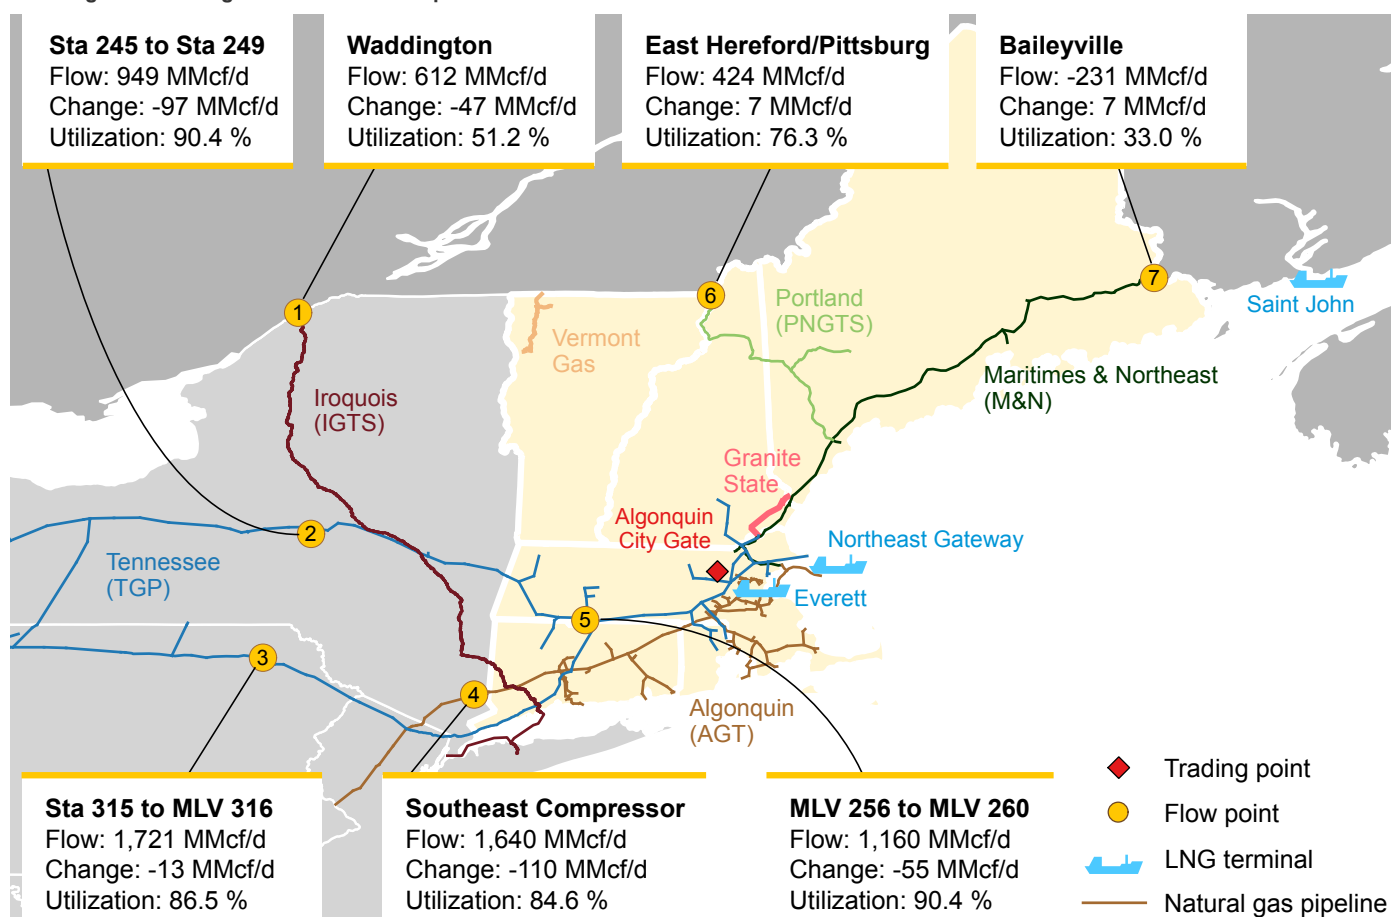 Sta 245 to Sta 249
Flow: 949 MMcf/d
Change: -97 MMcf/d
Utilization: 90.4 %
Waddington
Flow: 612 MMcf/d
Change: -47 MMcf/d
Utilization: 51.2 %
East Hereford/Pittsburg
Flow: 424 MMcf/d
Change: 7 MMcf/d
Utilization: 76.3 %
Baileyville
Flow: -231 MMcf/d
Change: 7 MMcf/d
Utilization: 33.0 %
1
6
7
Portland
(PNGTS)
Saint John
Vermont
Gas
Maritimes & Northeast
(M&N)
Iroquois
(IGTS)
Granite
State
Algonquin
City Gate
2
Northeast Gateway
Tennessee
(TGP)
Everett
5
3
4
Algonquin
(AGT)
Sta 315 to MLV 316
Flow: 1,721 MMcf/d
Change: -13 MMcf/d
Utilization: 86.5 %
Southeast Compressor
Flow: 1,640 MMcf/d
Change: -110 MMcf/d
Utilization: 84.6 %
MLV 256 to MLV 260
Flow: 1,160 MMcf/d
Change: -55 MMcf/d
Utilization: 90.4 %
Trading point
Flow point
LNG terminal
Natural gas pipeline